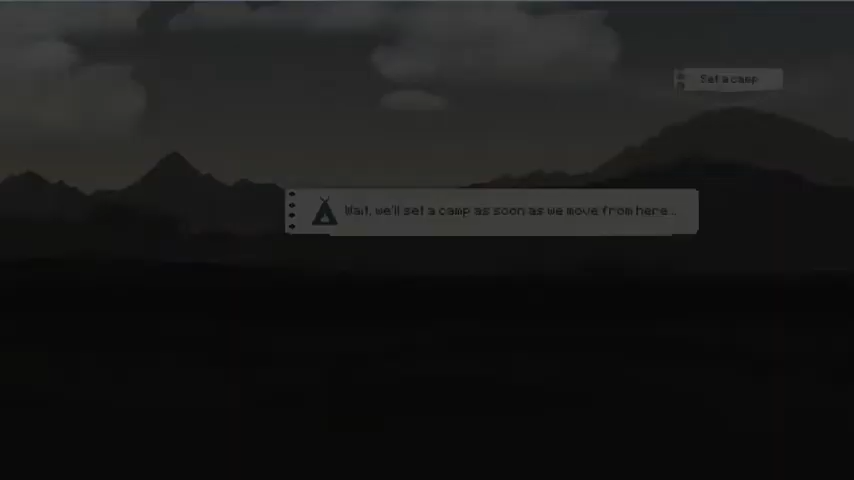 Set a camp
Wait, we'll set a camp as soon as we move from here...